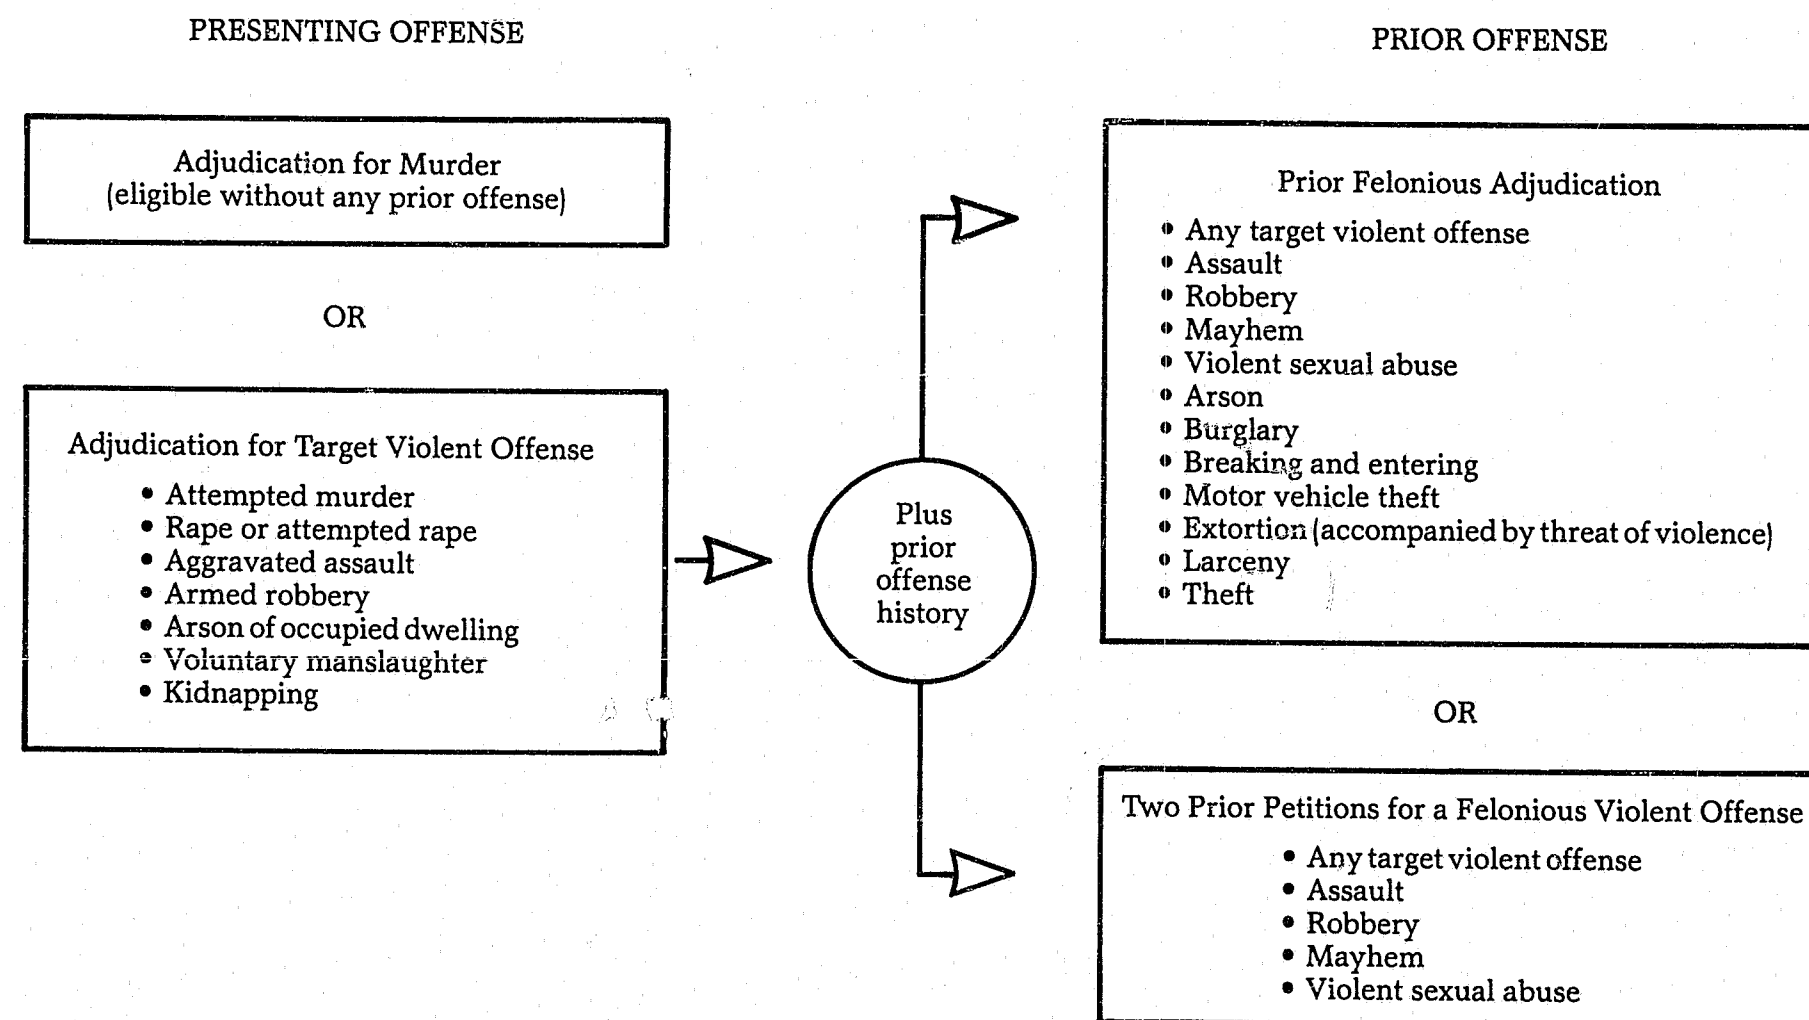 PRESENTING OFFENSE
Adjudication for Murder
(eligible without any prior offense)
OR
Adjudication for Target Violent Offense
• Attempted murder
• Rape or attempted rape
• Aggravated assault
• Armed robbery
• Arson of occupied dwelling
• Voluntary manslaughter
• Kidnapping
Plus
prior
offense
history
PRIOR OFFENSE
Prior Felonious Adjudication
• Any target violent offense
• Assault
• Robbery
• Mayhem
• Violent sexual abuse
• Arson
• Burglary
• Breaking and entering
• Motor vehicle theft
• Extortion (accompanied by threat of violence)
• Larceny
• Theft
OR
Two Prior Petitions for a Felonious Violent Offense
• Any target violent offense
• Assault
• Robbery
• Mayhem
• Violent sexual abuse